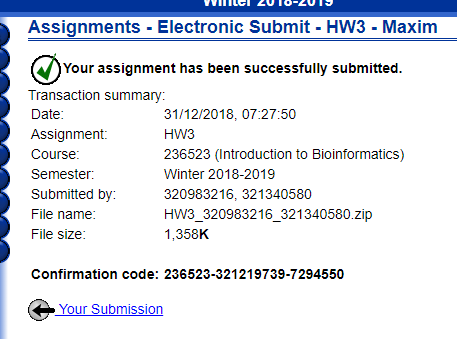 Winter 2018-2019
Assignments - Electronic Submit - HW3 - Maxim
Your assignment has been successfully submitted.
Transaction summary:
Date: 31/12/2018, 07:27:50
Assignment: HW3
Course: 236523 (Introduction to Bioinformatics)
Semester: Winter 2018-2019
Submitted by: 320983216, 321340580
File name: HW3_320983216_321340580.zip
File size: 1,358K
Confirmation code: 236523-321219739-7294550
Your Submission